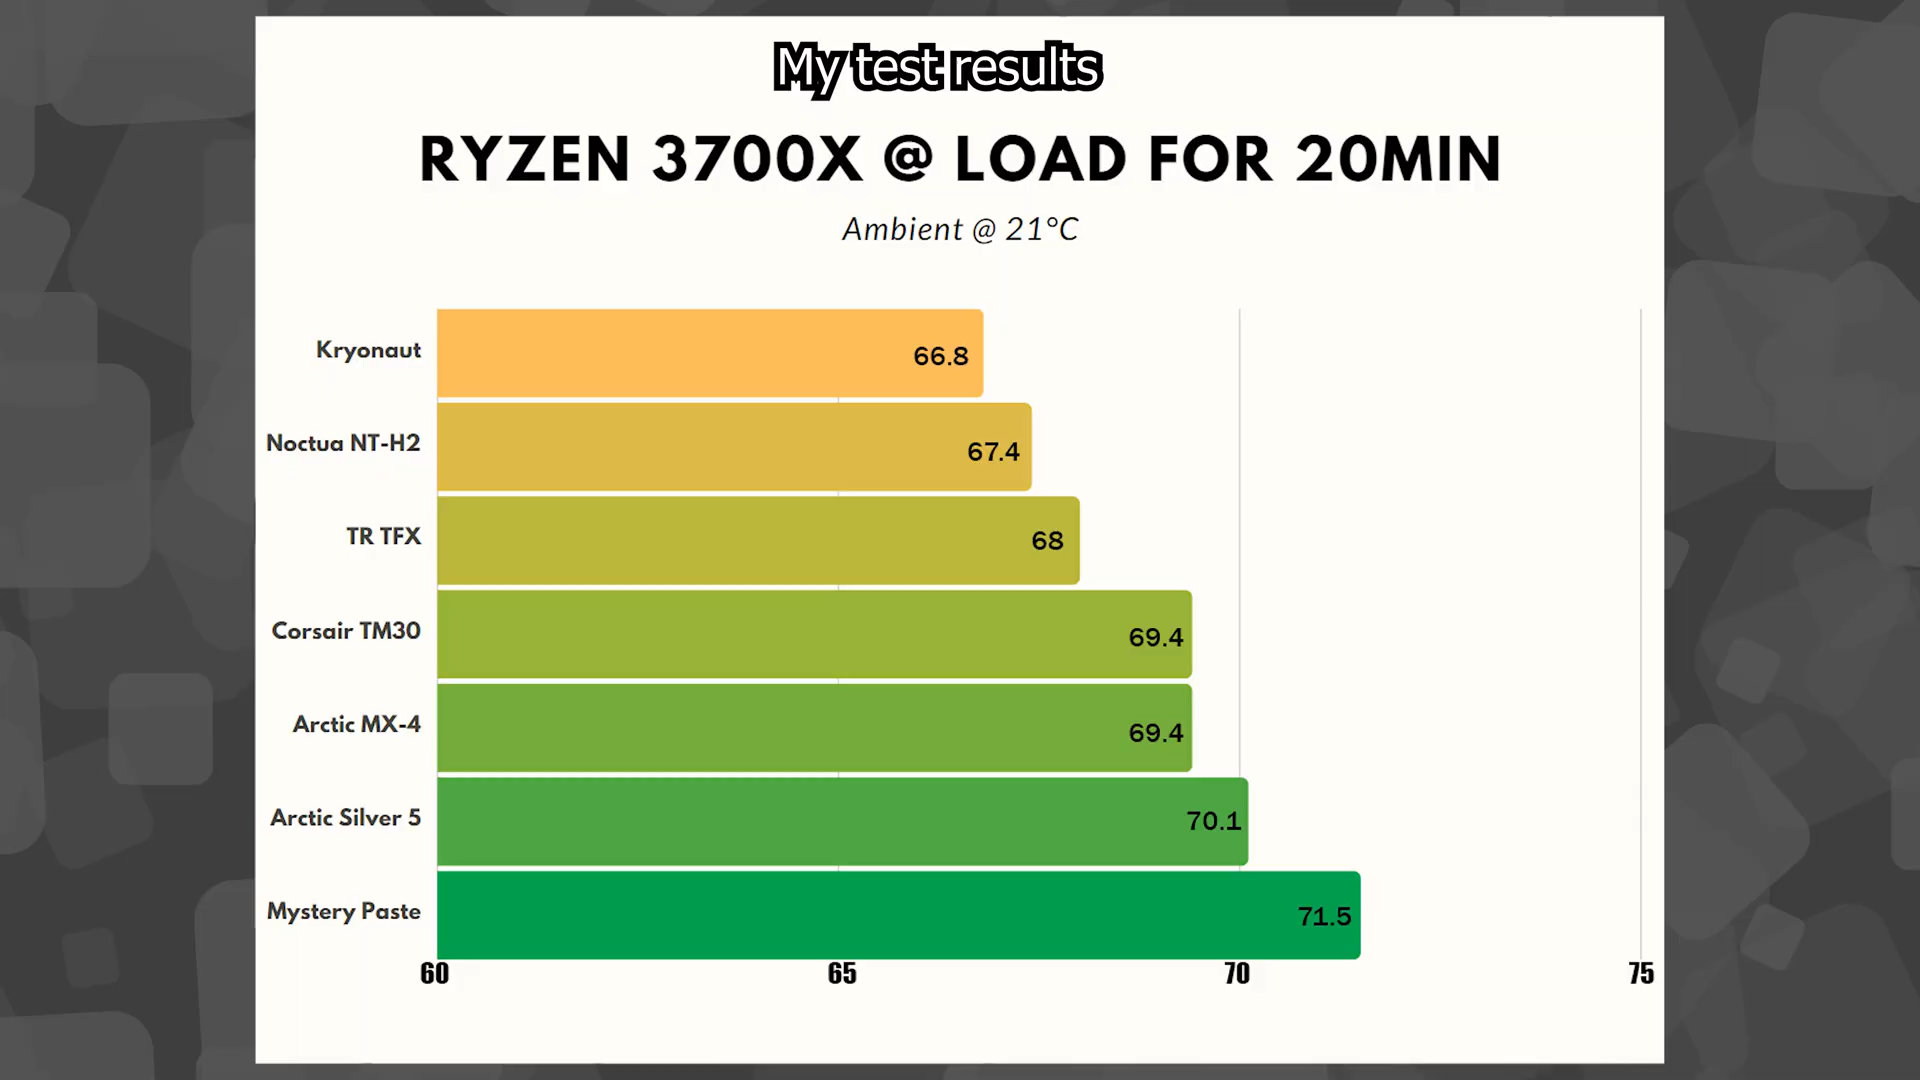 My test results
RYZEN 3700X @ LOAD FOR 20MIN
Ambient @ 21°C
Kryonaut 66.8
Noctua NT-H2 67.4
TR TFX 68
Corsair TM30 69.4
Arctic MX-4 69.4
Arctic Silver 5 70.1
Mystery Paste 71.5
60 65 70 75